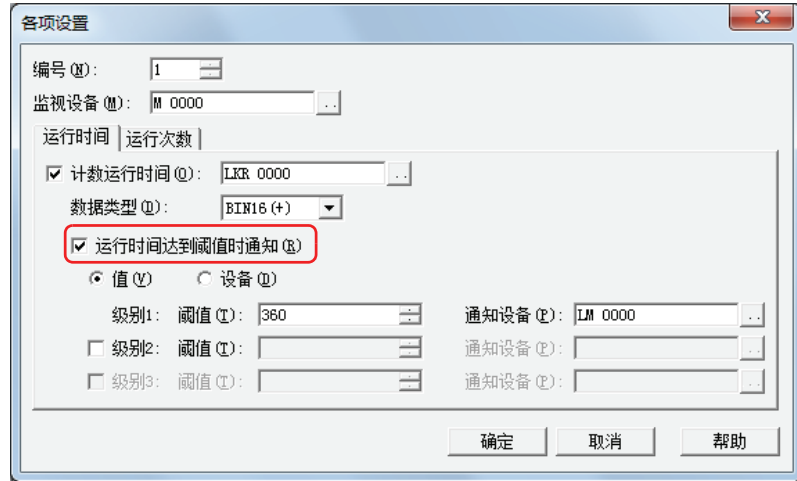 各项设置
编号(N): 1
监视设备(M): M 0000 ..
运行时间 运行次数
计数运行时间(O): LKR 0000 ..
数据类型(D): BIN16(+)
运行时间达到阈值时通知(R)
值(V) 设备(D)
级别1: 阈值(T): 360 通知设备(P): LM 0000 ..
级别2: 阈值(T): 通知设备(P): ..
级别3: 阈值(T): 通知设备(P): ..
确定 取消 帮助